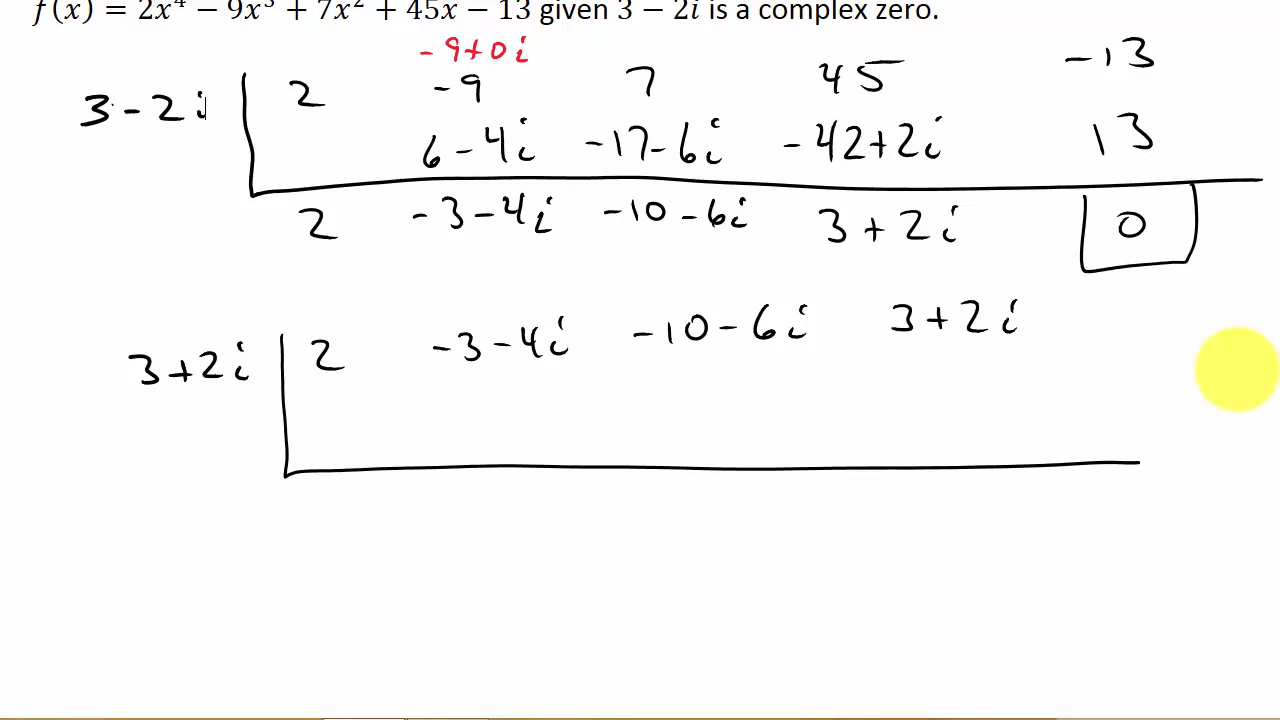 f(x) = 2x⁴ − 9x³ + 7x² + 45x − 13 given 3 − 2i is a complex zero.
-9+0i
3-2i 2 -9 7 45 -13
6-4i -17-6i -42+2i 13
2 -3-4i -10-6i 3+2i 0
3+2i 2 -3-4i -10-6i 3+2i